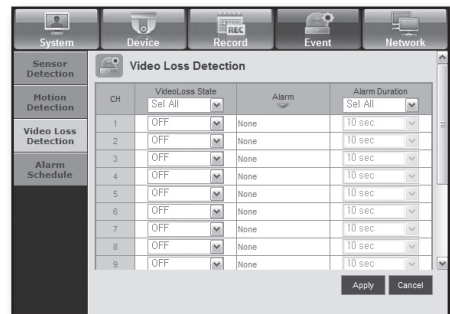 System Device Record Event Network
REC
Sensor Detection
Motion Detection
Video Loss Detection
Alarm Schedule
Video Loss Detection
CH VideoLoss State Alarm Alarm Duration
Sel All Sel All
1 OFF None 10 sec
2 OFF None 10 sec
3 OFF None 10 sec
4 OFF None 10 sec
5 OFF None 10 sec
6 OFF None 10 sec
7 OFF None 10 sec
8 OFF None 10 sec
9 OFF None 10 sec
Apply Cancel